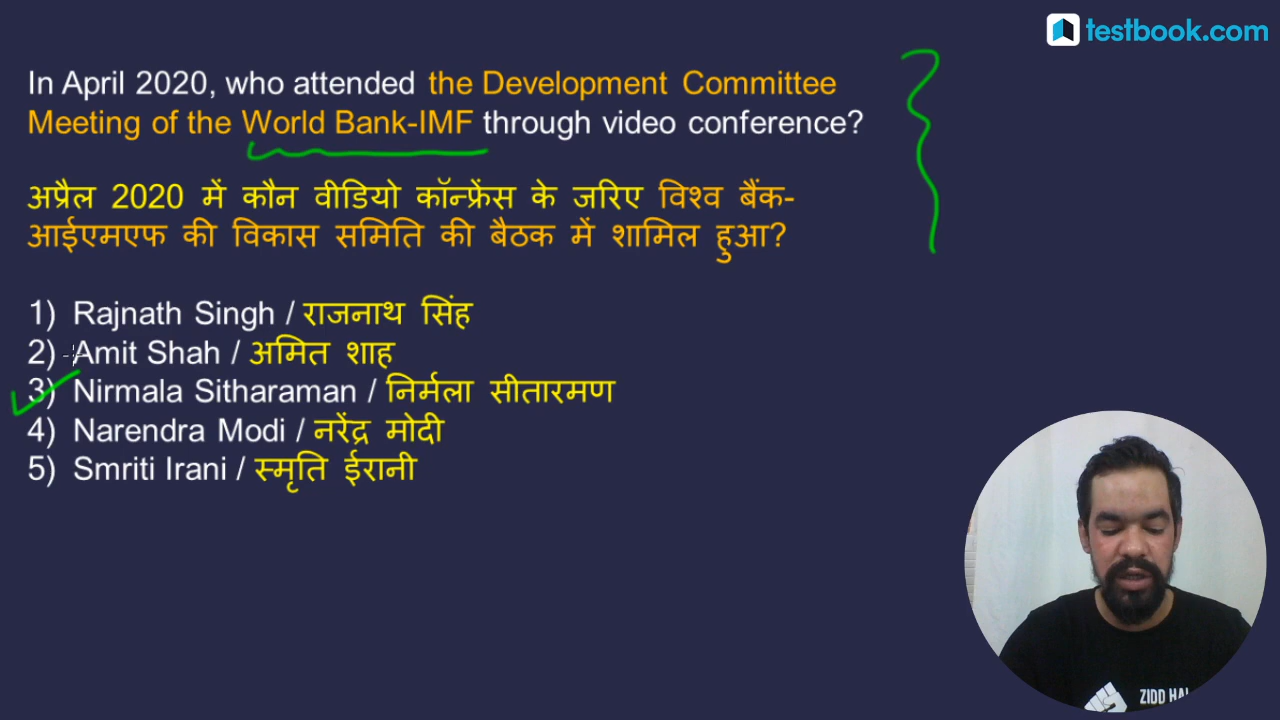 testbook.com
In April 2020, who attended the Development Committee
Meeting of the World Bank-IMF through video conference?
अप्रैल 2020 में कौन वीडियो कॉन्फ्रेंस के जरिए विश्व बैंक-
आईएमएफ की विकास समिति की बैठक में शामिल हुआ?
1) Rajnath Singh / राजनाथ सिंह
2) Amit Shah / अमित शाह
3) Nirmala Sitharaman / निर्मला सीतारमण
4) Narendra Modi / नरेंद्र मोदी
5) Smriti Irani / स्मृति ईरानी
ZIDD HAI